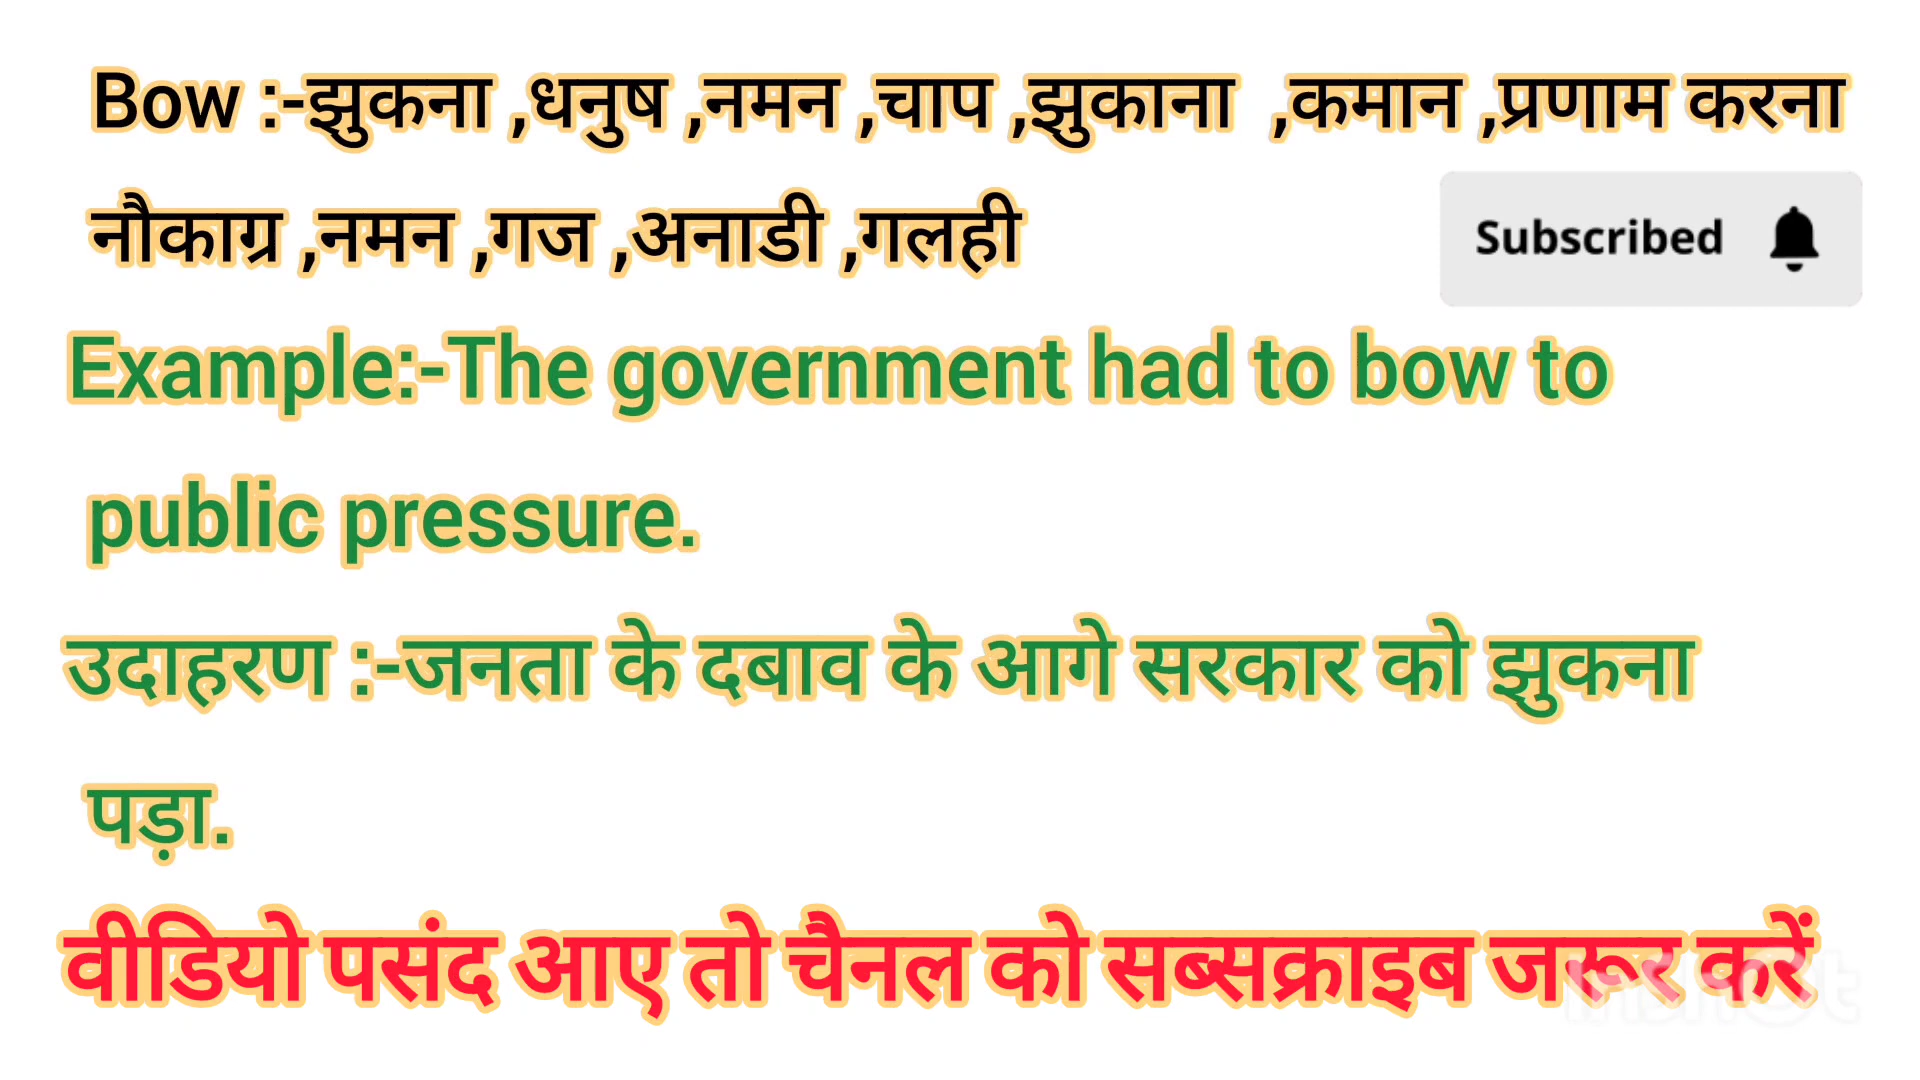 Bow :-झुकना ,धनुष ,नमन ,चाप ,झुकाना ,कमान ,प्रणाम करना
नौकाग्र ,नमन ,गज ,अनाडी ,गलही
Subscribed
Example:-The government had to bow to
public pressure.
उदाहरण :-जनता के दबाव के आगे सरकार को झुकना
पड़ा.
वीडियो पसंद आए तो चैनल को सब्सक्राइब जरूर करें
InShot